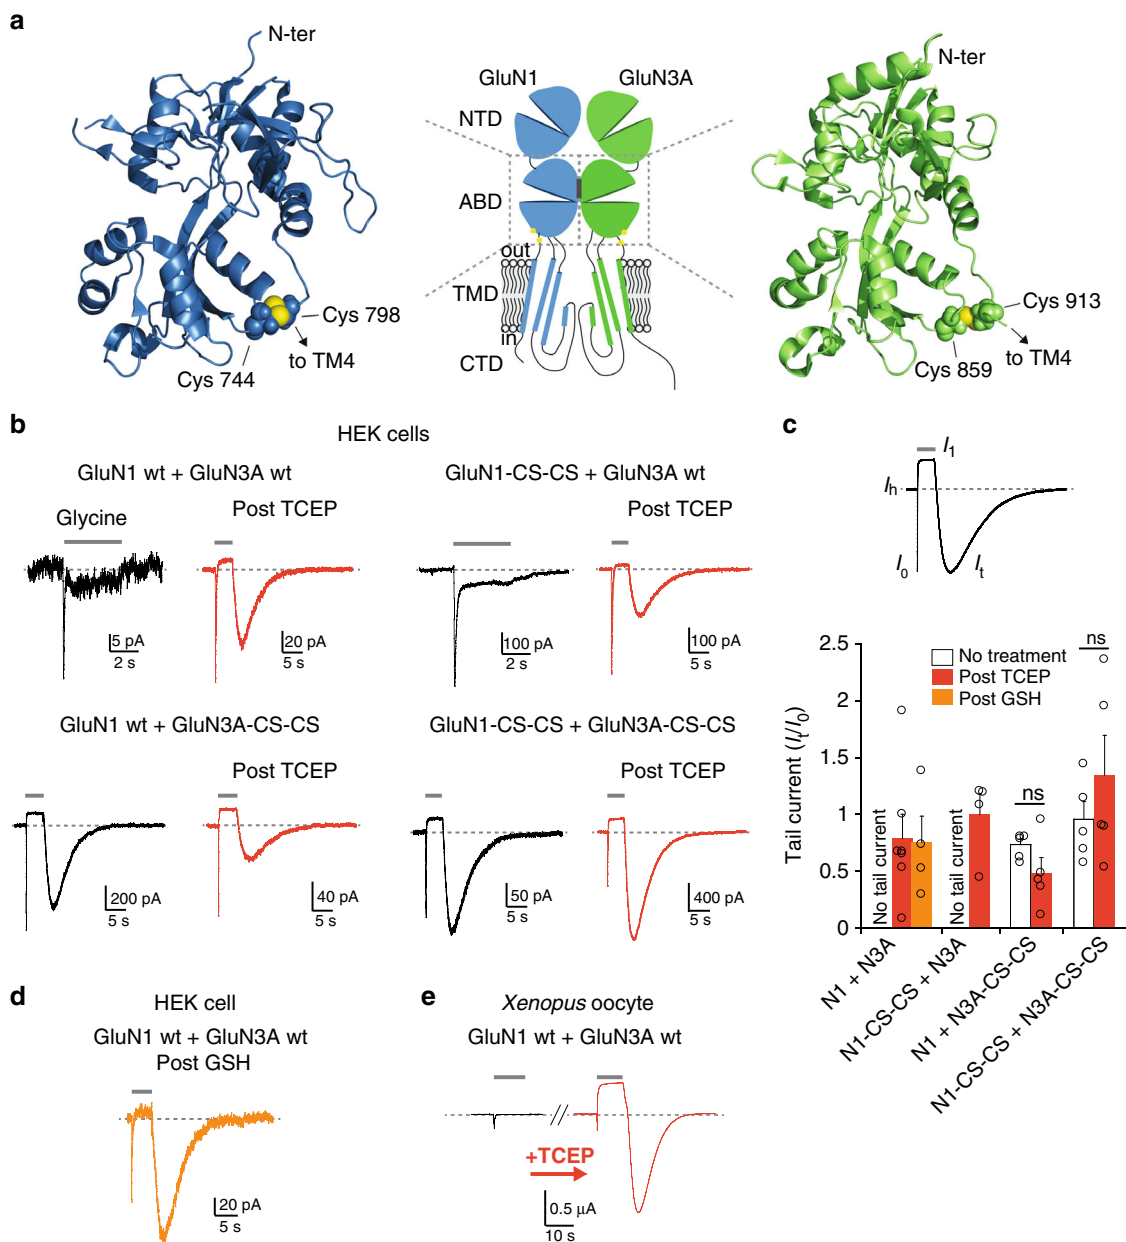 a
N-ter
GluN1
GluN3A
N-ter
NTD
ABD
out
TMD
in
CTD
Cys 798
to TM4
Cys 744
Cys 913
to TM4
Cys 859
b
HEK cells
GluN1 wt + GluN3A wt
Glycine
Post TCEP
5 pA
2 s
20 pA
5 s
GluN1-CS-CS + GluN3A wt
Post TCEP
100 pA
2 s
100 pA
5 s
GluN1 wt + GluN3A-CS-CS
Post TCEP
200 pA
5 s
40 pA
5 s
GluN1-CS-CS + GluN3A-CS-CS
Post TCEP
50 pA
5 s
400 pA
5 s
c
I1
Ih
I0
It
Tail current (It/I0)
2.5
2
1.5
1
0.5
0
No treatment
Post TCEP
Post GSH
ns
ns
No tail current
No tail current
N1 + N3A
N1-CS-CS + N3A
N1 + N3A-CS-CS
N1-CS-CS + N3A-CS-CS
d
HEK cell
GluN1 wt + GluN3A wt
Post GSH
20 pA
5 s
e
Xenopus oocyte
GluN1 wt + GluN3A wt
+TCEP
0.5 µA
10 s